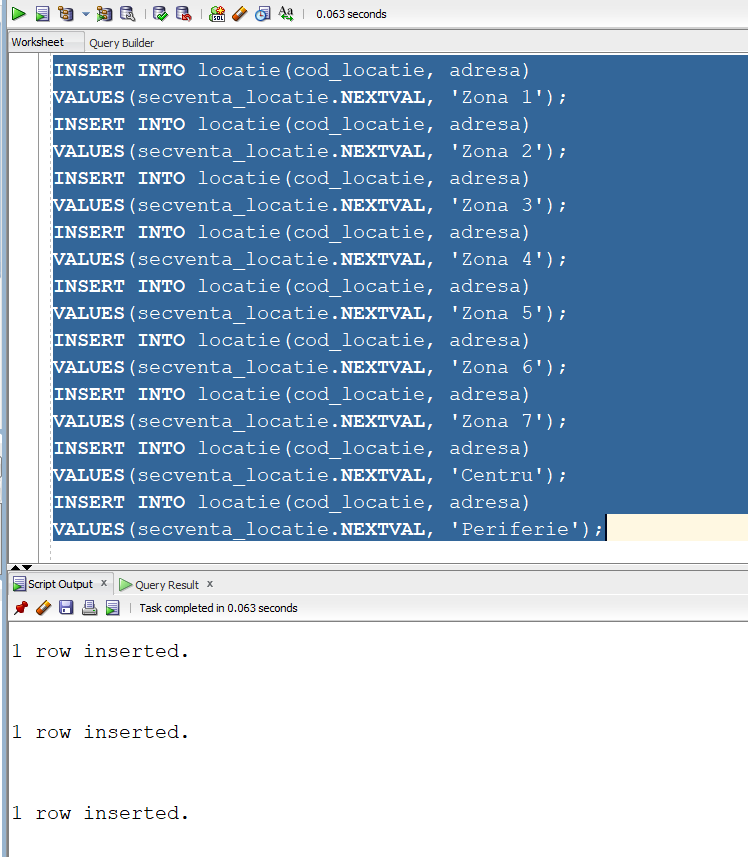 0.063 seconds
Worksheet Query Builder
INSERT INTO locatie(cod_locatie, adresa)
VALUES(secventa_locatie.NEXTVAL, 'Zona 1');
INSERT INTO locatie(cod_locatie, adresa)
VALUES(secventa_locatie.NEXTVAL, 'Zona 2');
INSERT INTO locatie(cod_locatie, adresa)
VALUES(secventa_locatie.NEXTVAL, 'Zona 3');
INSERT INTO locatie(cod_locatie, adresa)
VALUES(secventa_locatie.NEXTVAL, 'Zona 4');
INSERT INTO locatie(cod_locatie, adresa)
VALUES(secventa_locatie.NEXTVAL, 'Zona 5');
INSERT INTO locatie(cod_locatie, adresa)
VALUES(secventa_locatie.NEXTVAL, 'Zona 6');
INSERT INTO locatie(cod_locatie, adresa)
VALUES(secventa_locatie.NEXTVAL, 'Zona 7');
INSERT INTO locatie(cod_locatie, adresa)
VALUES(secventa_locatie.NEXTVAL, 'Centru');
INSERT INTO locatie(cod_locatie, adresa)
VALUES(secventa_locatie.NEXTVAL, 'Periferie');
Script Output x Query Result x
Task completed in 0.063 seconds
1 row inserted.
1 row inserted.
1 row inserted.